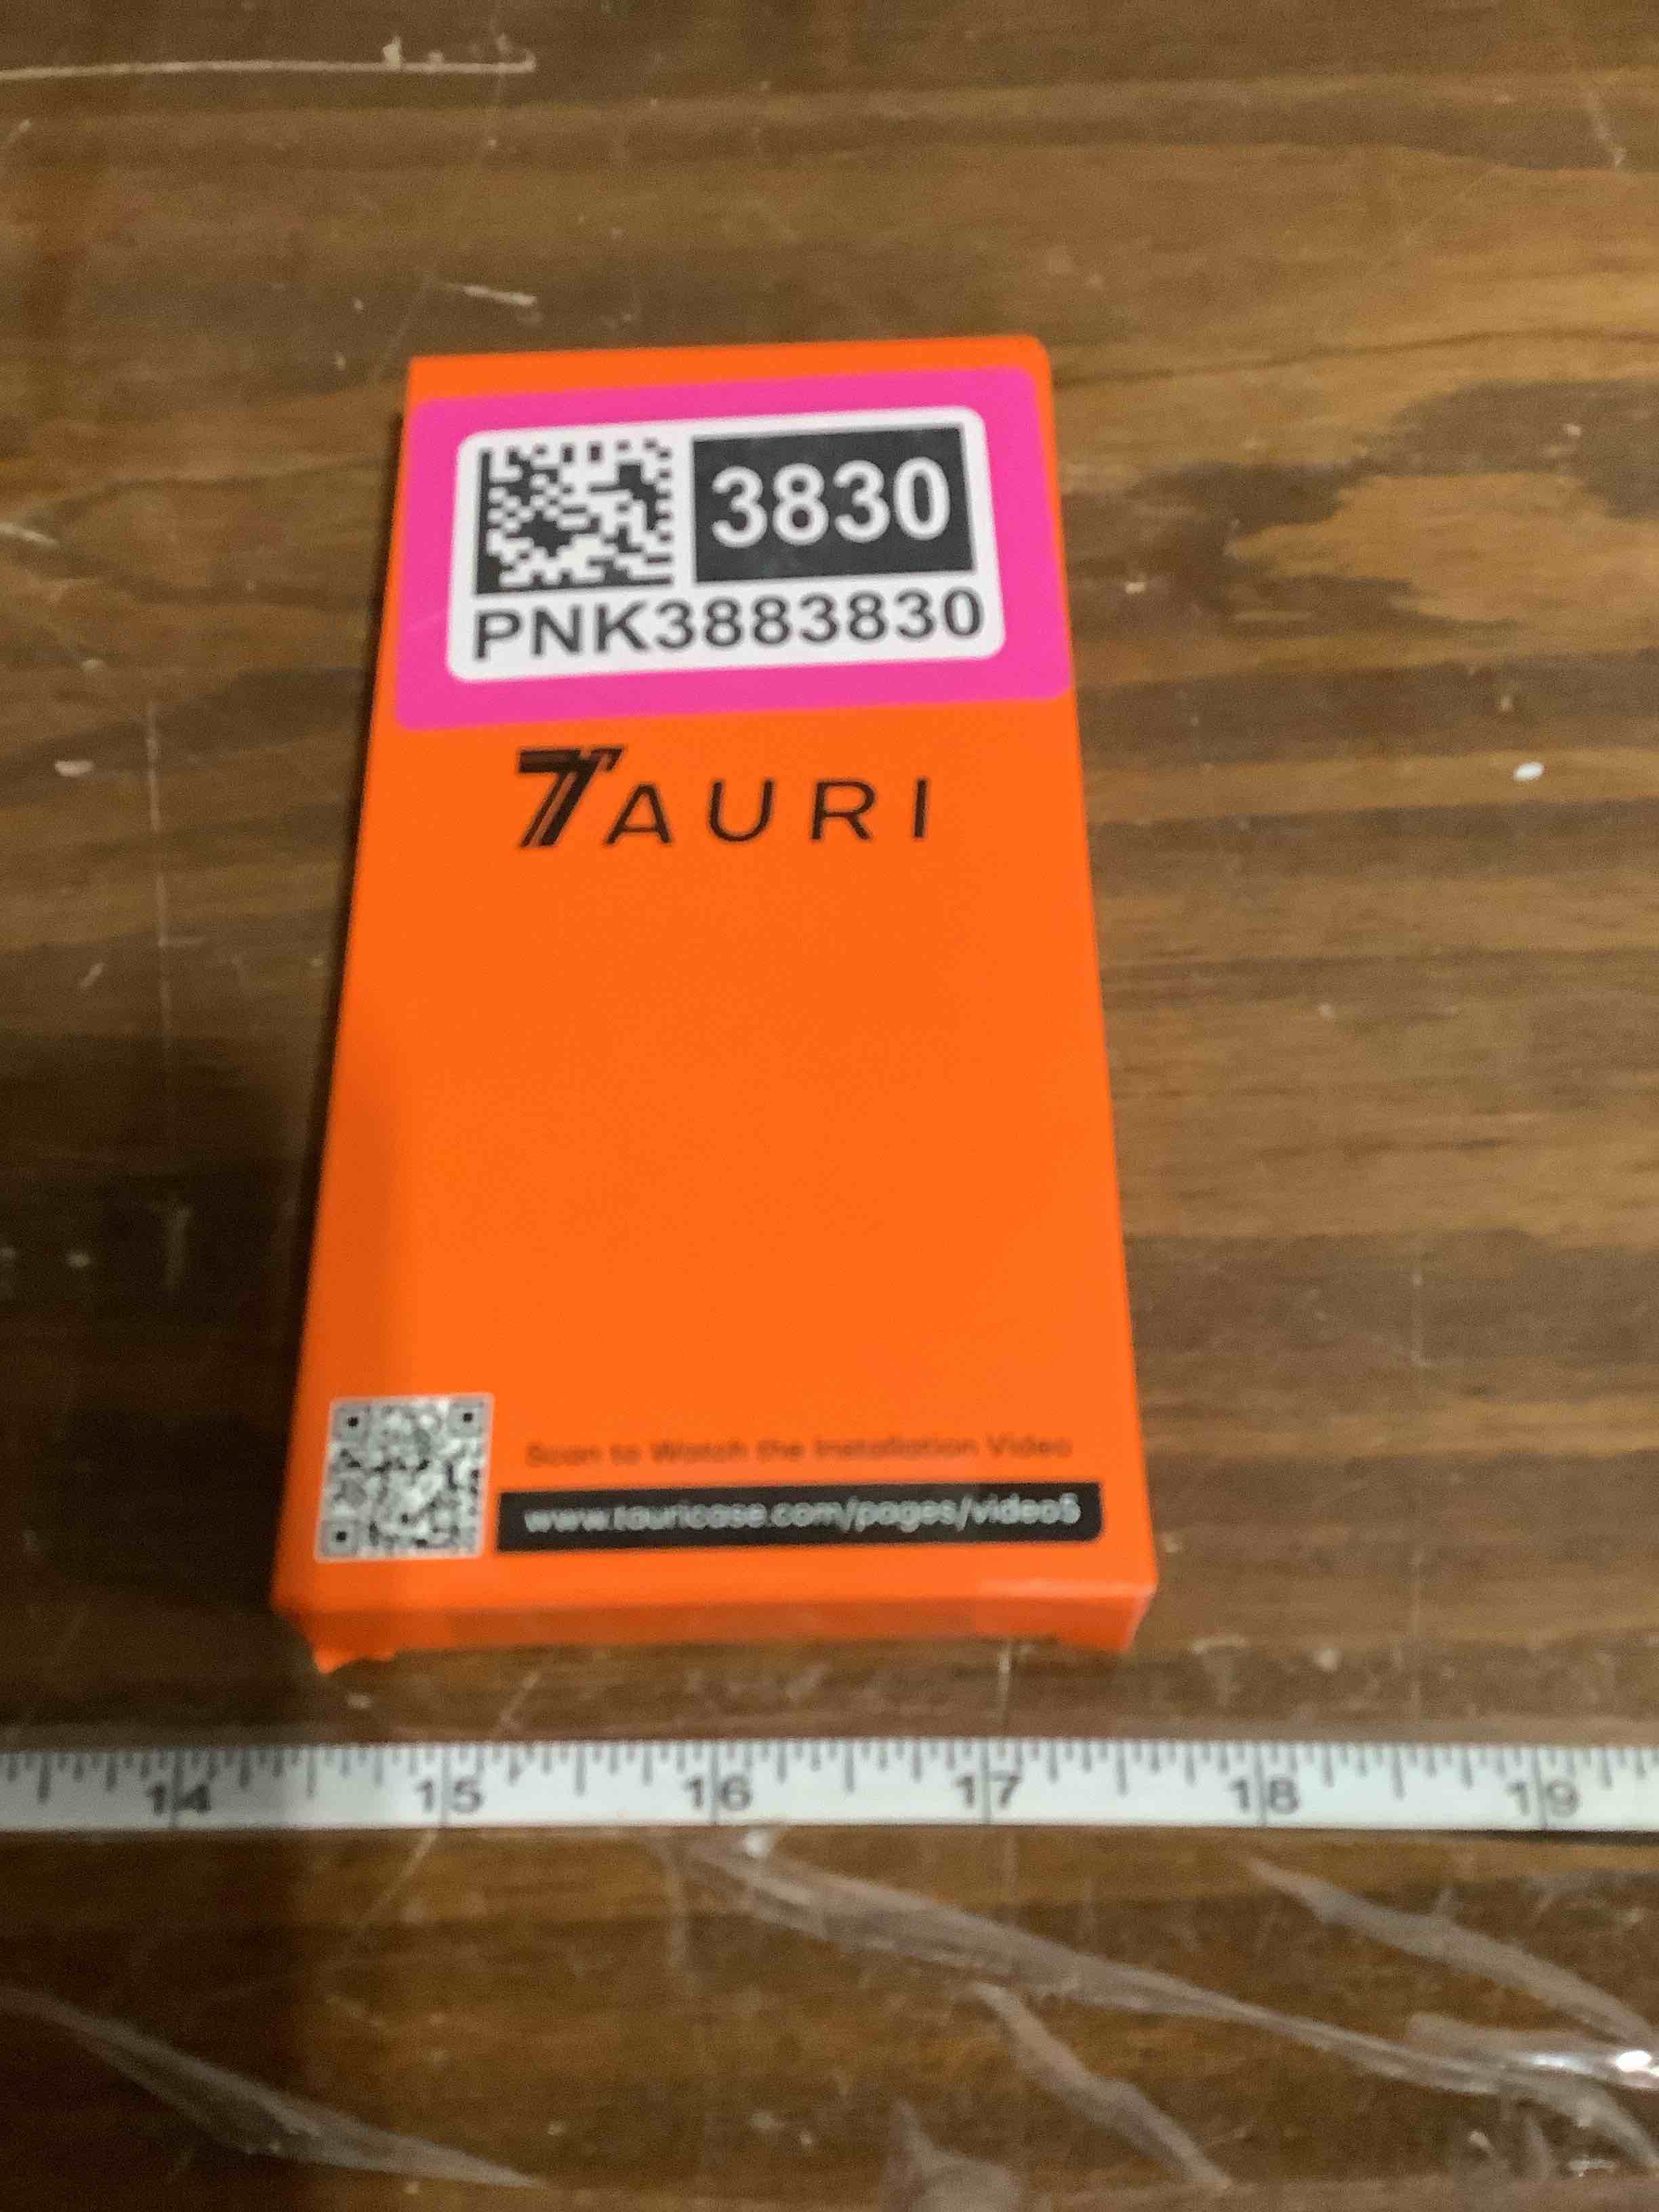 3830
PNK3883830
TAURI
Scan to Watch the Installation Video
www.tauricase.com/pages/video5
14 15 16 17 18 19